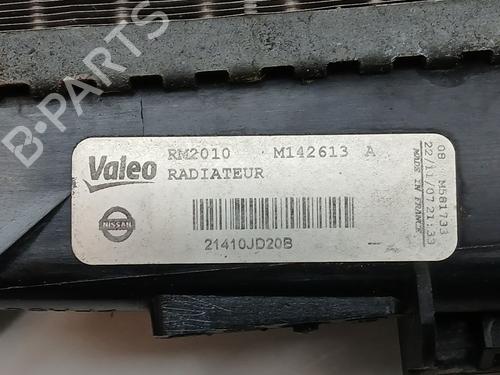 B-PARTS
Valeo
RM2010 M142613 A
RADIATEUR
NISSAN
21410JD20B
08 M581733
22/11/07 21:33
MADE IN FRANCE